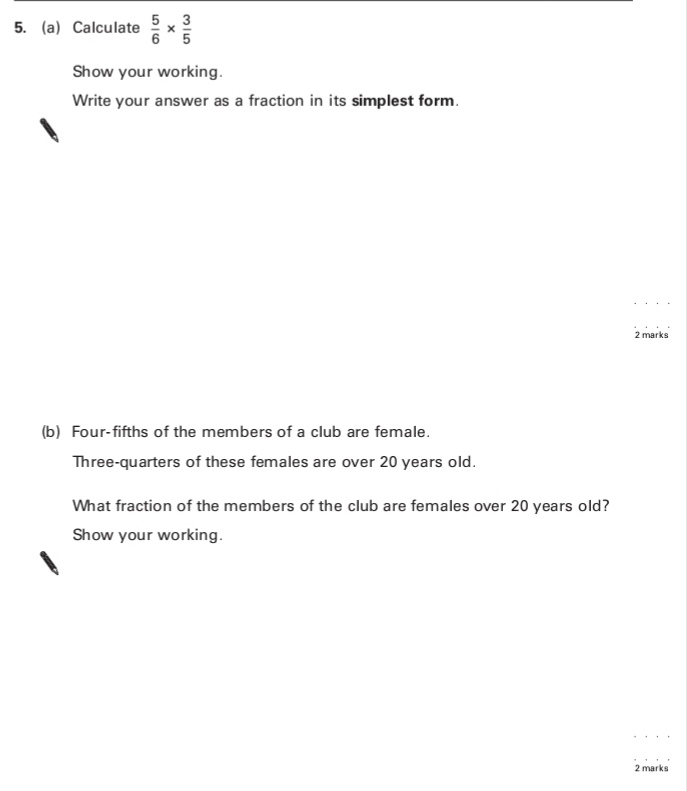 5. (a) Calculate 5/6 × 3/5
Show your working.
Write your answer as a fraction in its simplest form.
2 marks
(b) Four-fifths of the members of a club are female.
Three-quarters of these females are over 20 years old.
What fraction of the members of the club are females over 20 years old?
Show your working.
2 marks